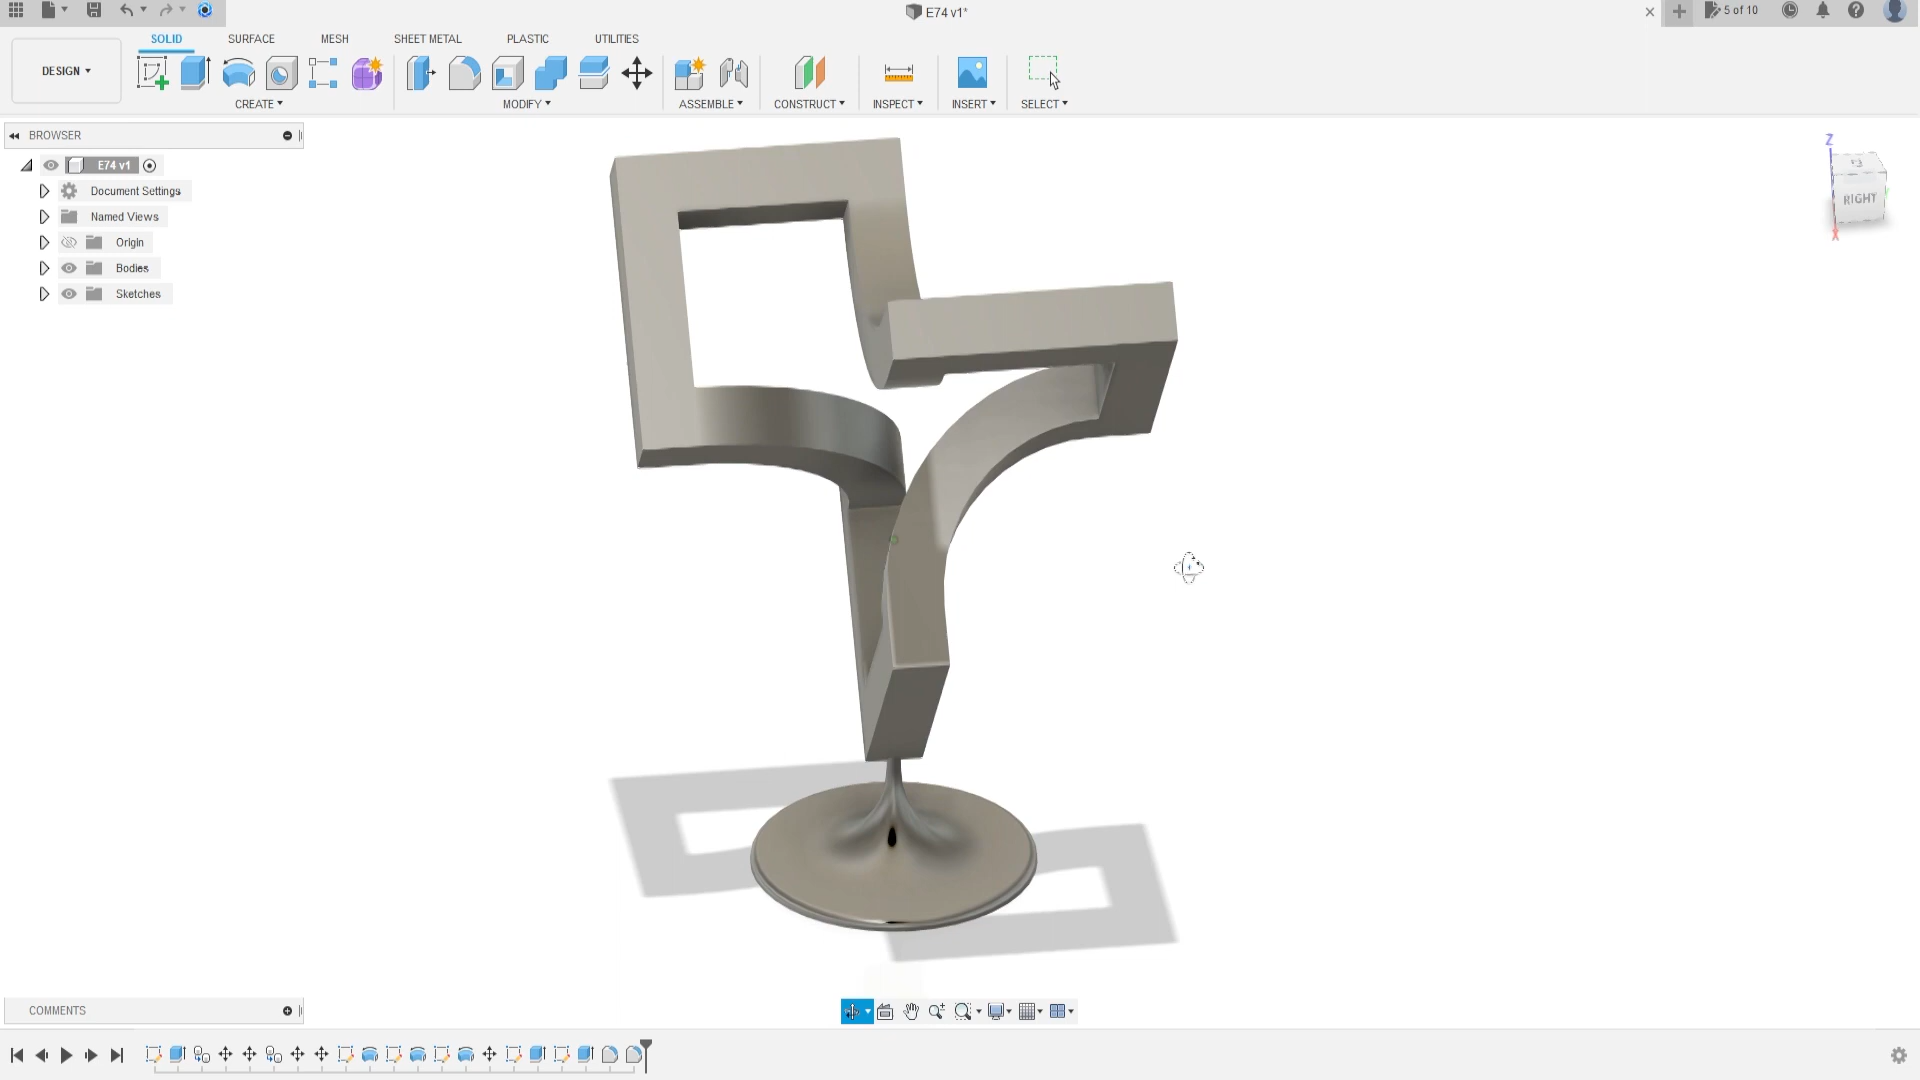 E74 v1*
5 of 10
SOLID SURFACE MESH SHEET METAL PLASTIC UTILITIES
DESIGN
CREATE MODIFY ASSEMBLE CONSTRUCT INSPECT INSERT SELECT
BROWSER
E74 v1
Document Settings
Named Views
Origin
Bodies
Sketches
Z
RIGHT
X
COMMENTS